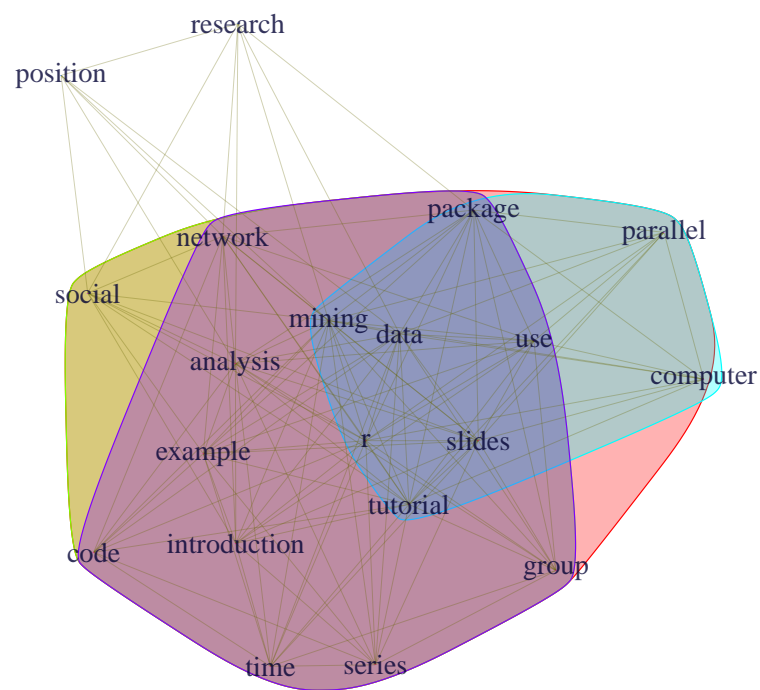 research
position
package
parallel
network
social
mining
data
use
analysis
computer
r
slides
example
tutorial
introduction
code
group
time
series